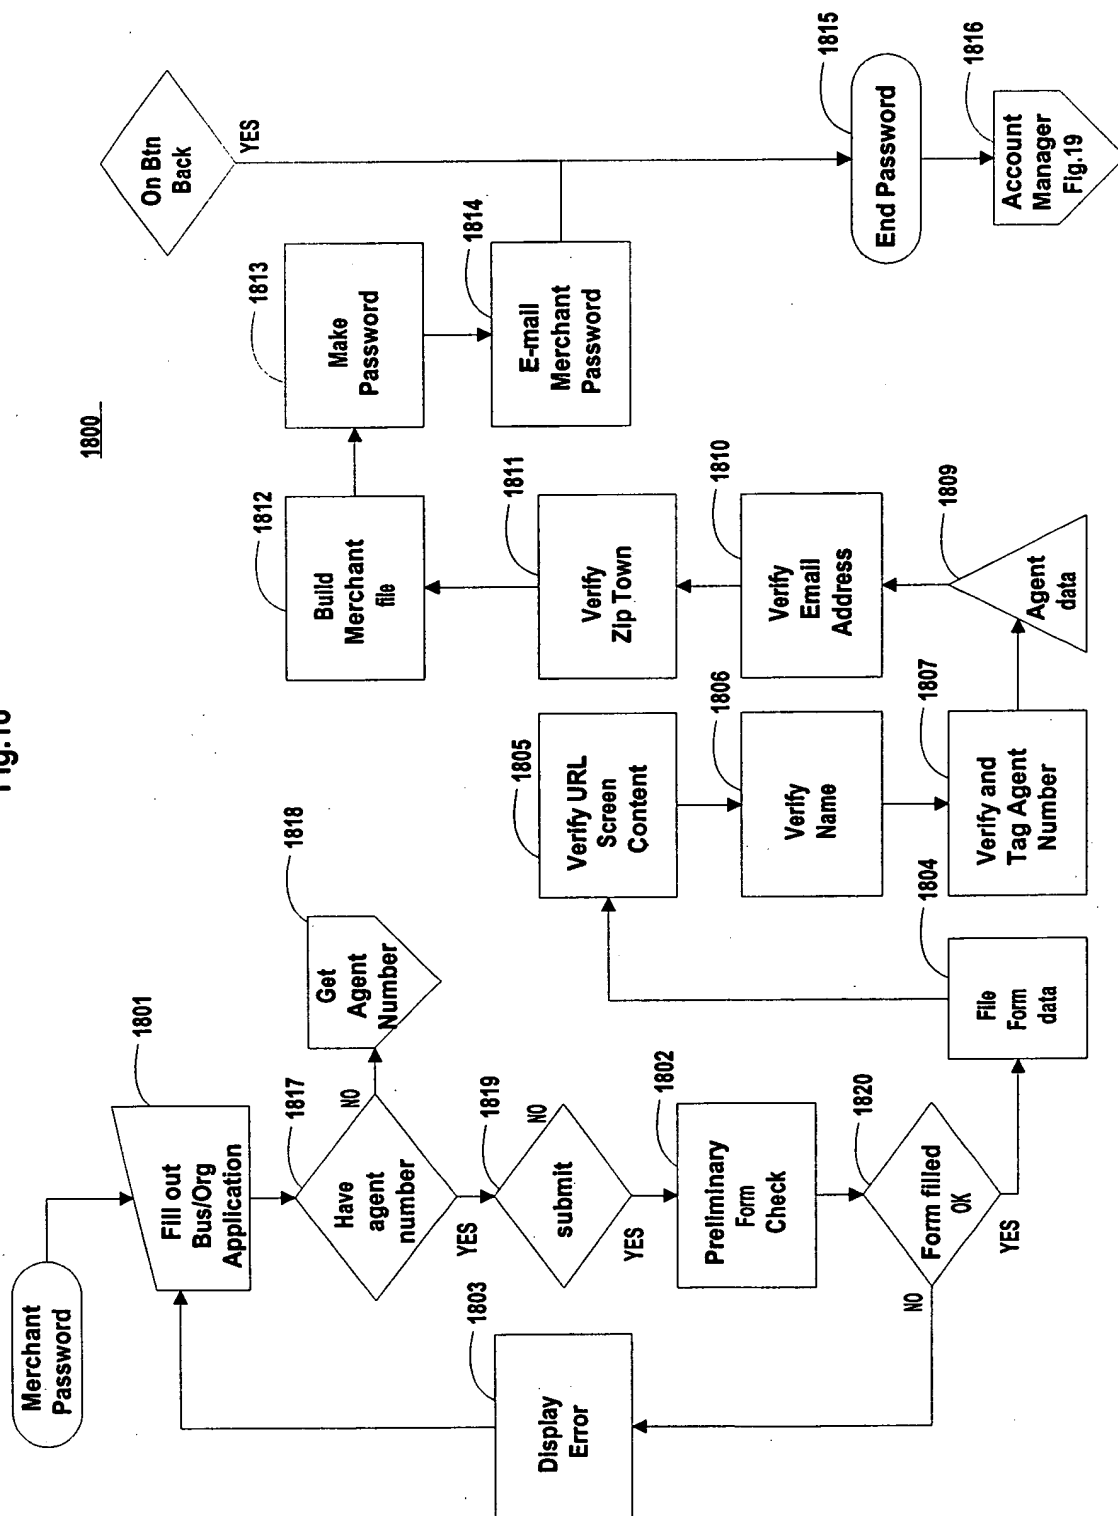 Merchant
Password
1801
Fill out
Bus/Org
Application
1817
Have
agent
number
NO
YES
1818
Get
Agent
Number
1819
submit
NO
YES
1802
Preliminary
Form
Check
1820
Form filled
OK
NO
YES
1803
Display
Error
1804
File
Form
data
1805
Verify URL
Screen
Content
1806
Verify
Name
1807
Verify and
Tag Agent
Number
1809
Agent
data
1810
Verify
Email
Address
1811
Verify
Zip Town
1812
Build
Merchant
file
1800
1813
Make
Password
1814
E-mail
Merchant
Password
On Btn
Back
YES
1815
End Password
1816
Account
Manager
Fig.19